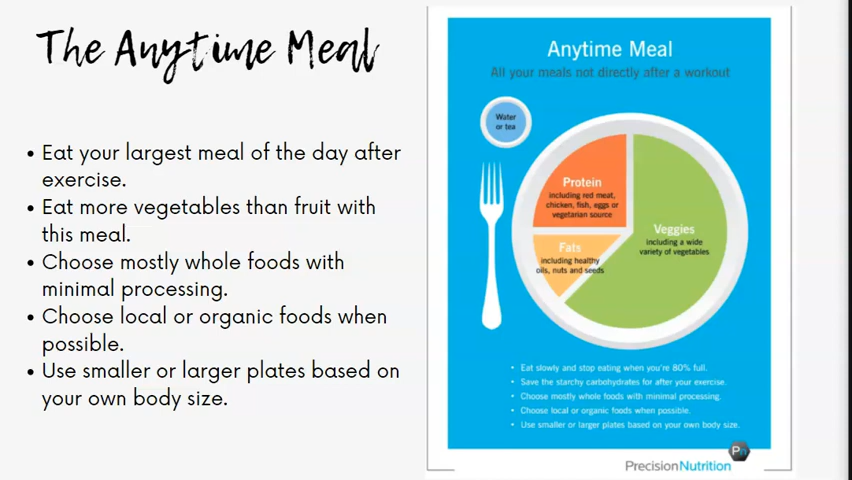 The Anytime Meal
• Eat your largest meal of the day after
exercise.
• Eat more vegetables than fruit with
this meal.
• Choose mostly whole foods with
minimal processing.
• Choose local or organic foods when
possible.
• Use smaller or larger plates based on
your own body size.
Anytime Meal
All your meals not directly after a workout
Water
or tea
Protein
including red meat,
chicken, fish, eggs or
vegetarian source
Veggies
including a wide
variety of vegetables
Fats
including healthy
oils, nuts and seeds
• Eat slowly and stop eating when you're 80% full.
• Save the starchy carbohydrates for after your exercise.
• Choose mostly whole foods with minimal processing.
• Choose local or organic foods when possible.
• Use smaller or larger plates based on your own body size.
Pn
PrecisionNutrition